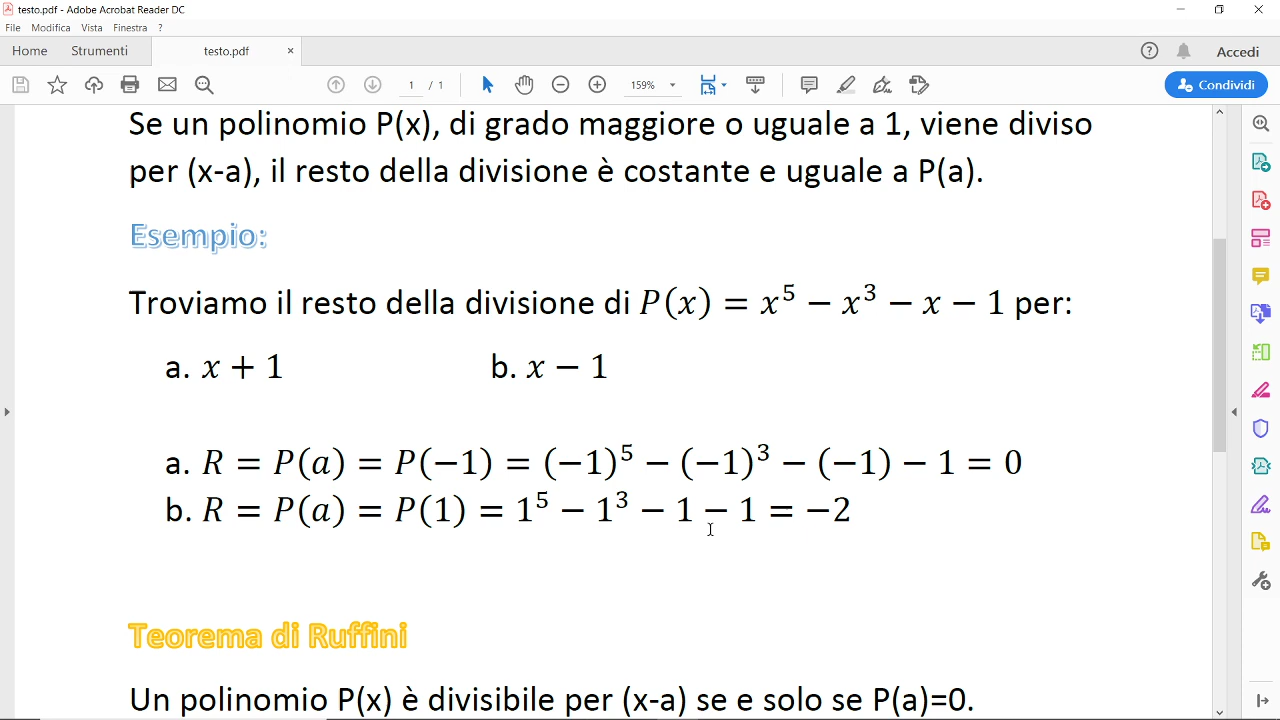 testo.pdf - Adobe Acrobat Reader DC
File Modifica Vista Finestra ?
Home Strumenti testo.pdf × Accedi
1 / 1 159% Condividi
Se un polinomio P(x), di grado maggiore o uguale a 1, viene diviso
per (x-a), il resto della divisione è costante e uguale a P(a).
Esempio:
Troviamo il resto della divisione di P(x) = x⁵ − x³ − x − 1 per:
a. x + 1 b. x − 1
a. R = P(a) = P(−1) = (−1)⁵ − (−1)³ − (−1) − 1 = 0
b. R = P(a) = P(1) = 1⁵ − 1³ − 1 − 1 = −2
Teorema di Ruffini
Un polinomio P(x) è divisibile per (x-a) se e solo se P(a)=0.